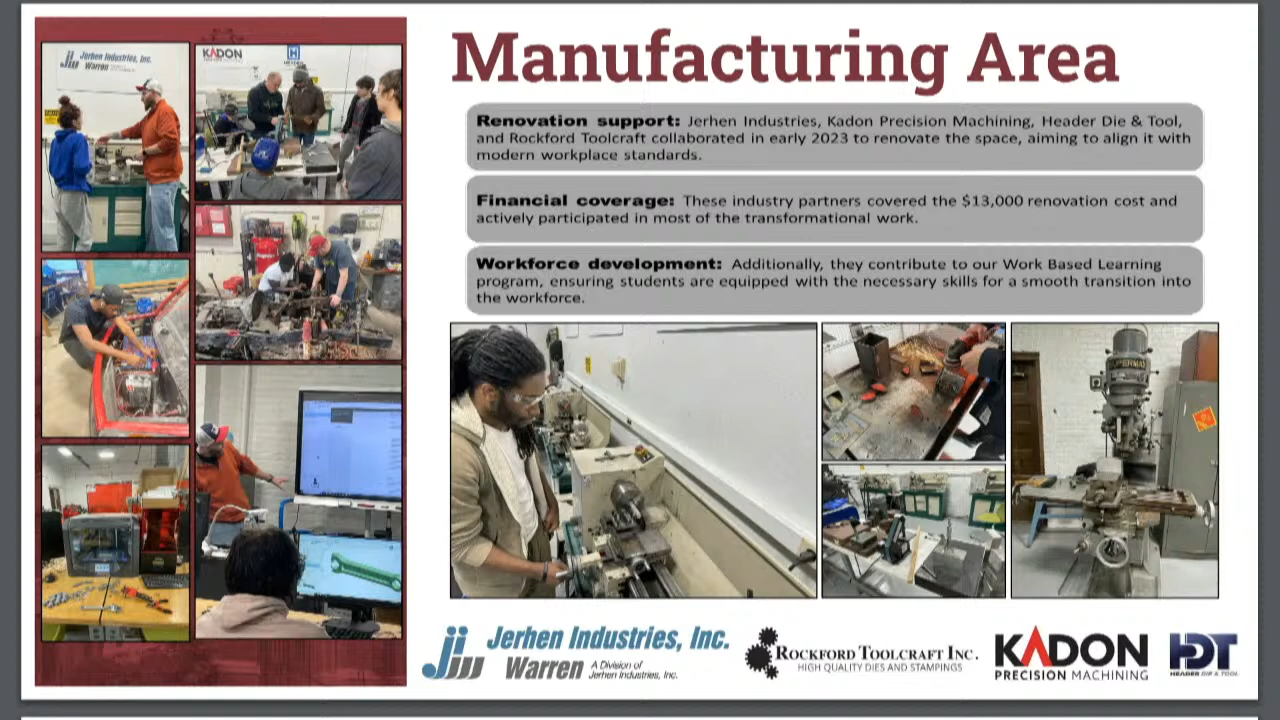 Manufacturing Area
Renovation support: Jerhen Industries, Kadon Precision Machining, Header Die & Tool,
and Rockford Toolcraft collaborated in early 2023 to renovate the space, aiming to align it with
modern workplace standards.
Financial coverage: These industry partners covered the $13,000 renovation cost and
actively participated in most of the transformational work.
Workforce development: Additionally, they contribute to our Work Based Learning
program, ensuring students are equipped with the necessary skills for a smooth transition into
the workforce.
Jerhen Industries, Inc.
Warren
KADON
PRECISION MACHINING
Jerhen Industries, Inc.
Warren A Division of
Jerhen Industries, Inc.
ROCKFORD TOOLCRAFT INC.
HIGH QUALITY DIES AND STAMPINGS
KADON
PRECISION MACHINING
HDT
HEADER DIE & TOOL